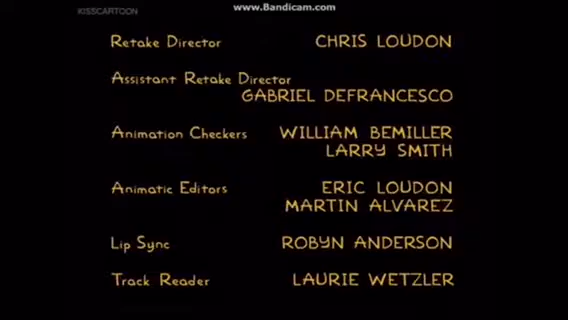 KISSCARTOON
www.Bandicam.com
Retake Director CHRIS LOUDON
Assistant Retake Director
GABRIEL DEFRANCESCO
Animation Checkers WILLIAM BEMILLER
LARRY SMITH
Animatic Editors ERIC LOUDON
MARTIN ALVAREZ
Lip Sync ROBYN ANDERSON
Track Reader LAURIE WETZLER